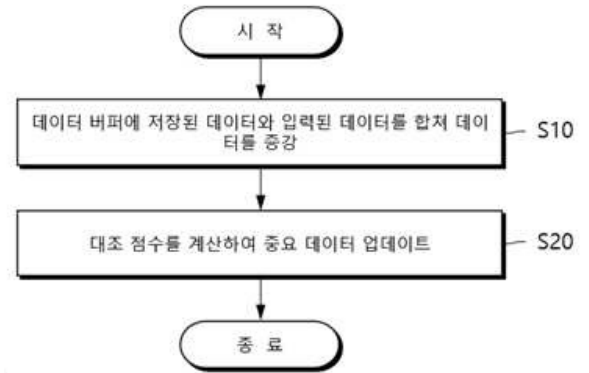 시 작
데이터 버퍼에 저장된 데이터와 입력된 데이터를 합쳐 데이
터를 증강
S10
대조 점수를 계산하여 중요 데이터 업데이트
S20
종 료